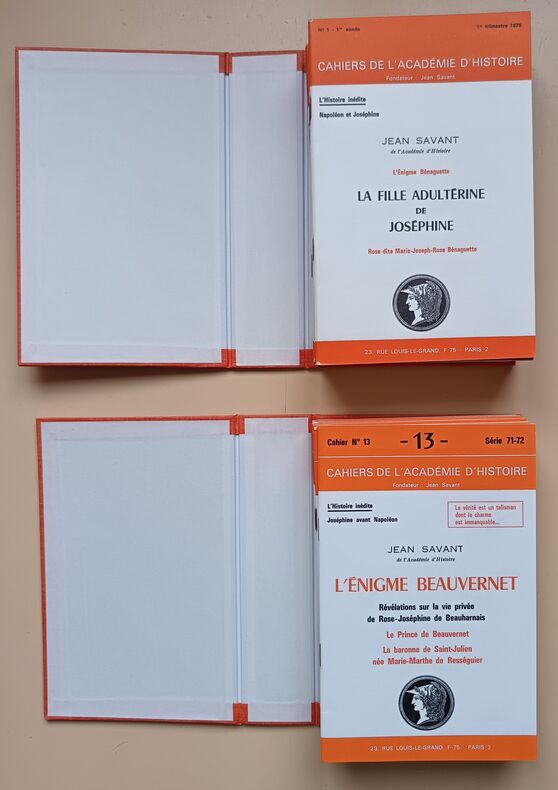 N° 1 - 1re année
1er trimestre 1970
CAHIERS DE L'ACADÉMIE D'HISTOIRE
Fondateur : Jean Savant
L'Histoire inédite
Napoléon et Joséphine
JEAN SAVANT
de l'Académie d'Histoire
L'Énigme Bénaguette
LA FILLE ADULTÉRINE
DE
JOSÉPHINE
Rose dite Marie-Joseph-Rose Bénaguette
23, RUE LOUIS-LE-GRAND, F 75 - PARIS 2
Cahier N° 13
- 13 -
Série 71-72
CAHIERS DE L'ACADÉMIE D'HISTOIRE
Fondateur : Jean Savant
L'Histoire inédite
Joséphine avant Napoléon
La vérité est un talisman
dont le charme
est immanquable...
JEAN SAVANT
de l'Académie d'Histoire
L'ÉNIGME BEAUVERNET
Révélations sur la vie privée
de Rose-Joséphine de Beauharnais
Le Prince de Beauvernet
La baronne de Saint-Julien
née Marie-Marthe de Rességuier
23, RUE LOUIS-LE-GRAND, F 75 - PARIS 2